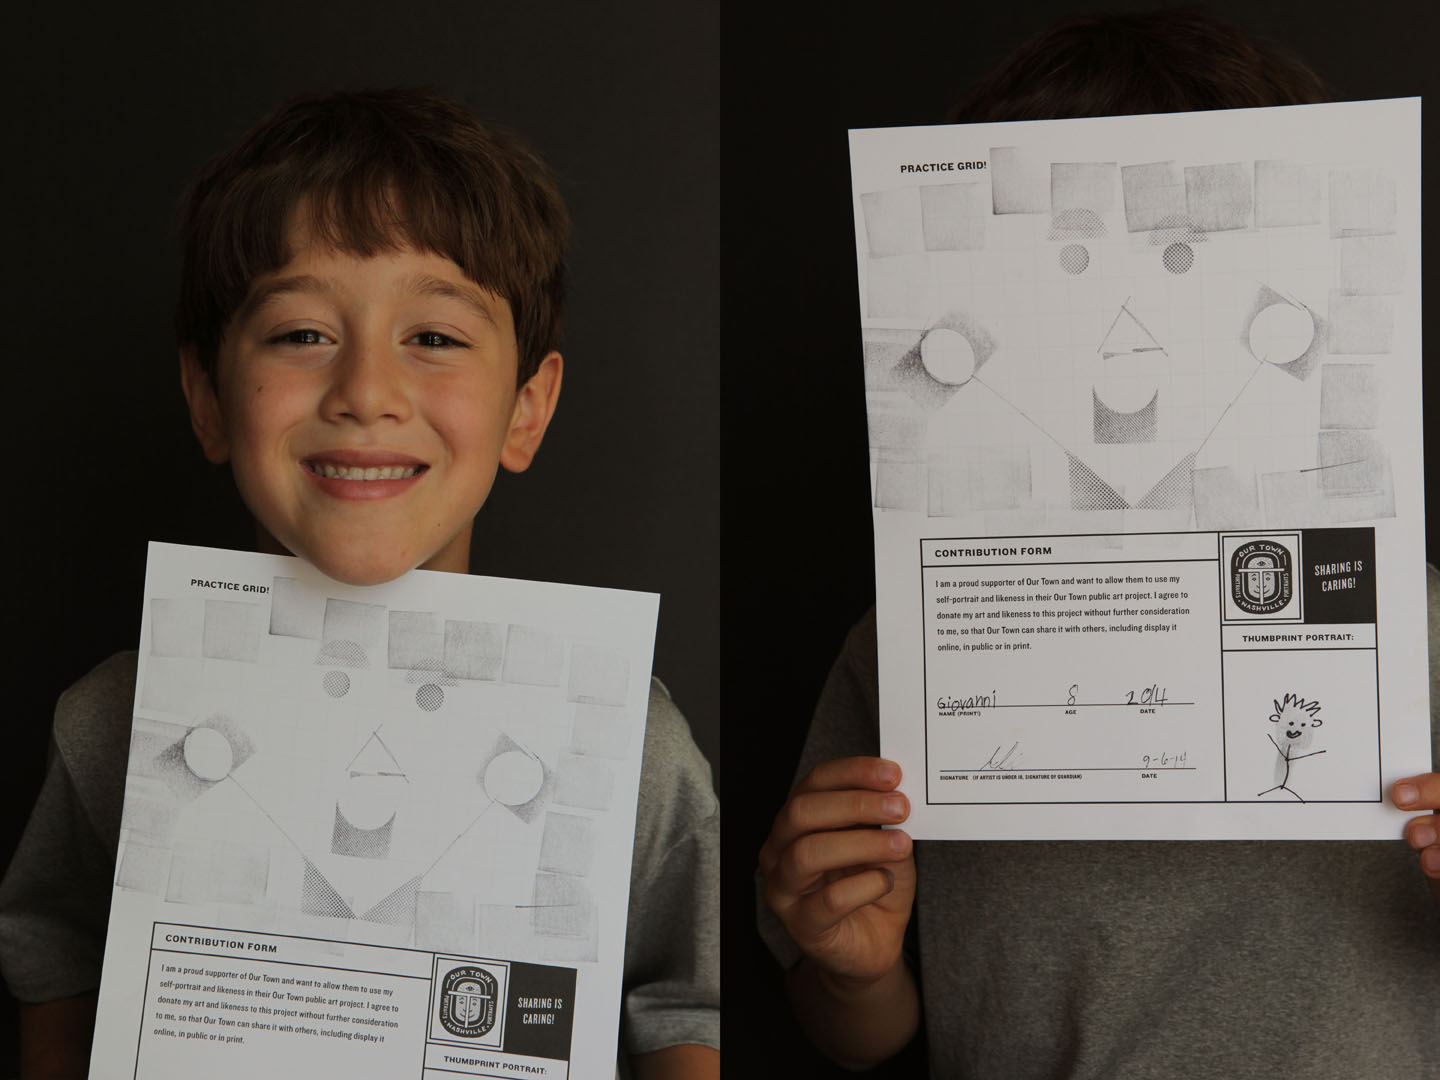 PRACTICE GRID!
CONTRIBUTION FORM
I am a proud supporter of Our Town and want to allow them to use my
self-portrait and likeness in their Our Town public art project. I agree to
donate my art and likeness to this project without further consideration
to me, so that Our Town can share it with others, including display it
online, in public or in print.
OUR TOWN
PORTRAITS
CAPTURING
NASHVILLE
SHARING IS
CARING!
THUMBPRINT PORTRAIT:
PRACTICE GRID!
CONTRIBUTION FORM
I am a proud supporter of Our Town and want to allow them to use my
self-portrait and likeness in their Our Town public art project. I agree to
donate my art and likeness to this project without further consideration
to me, so that Our Town can share it with others, including display it
online, in public or in print.
OUR TOWN
PORTRAITS
NASHVILLE
SHARING IS
CARING!
THUMBPRINT PORTRAIT:
Giovanni 8 2014
NAME (PRINT!) AGE DATE
9-6-14
SIGNATURE (IF ARTIST IS UNDER 18, SIGNATURE OF GUARDIAN) DATE